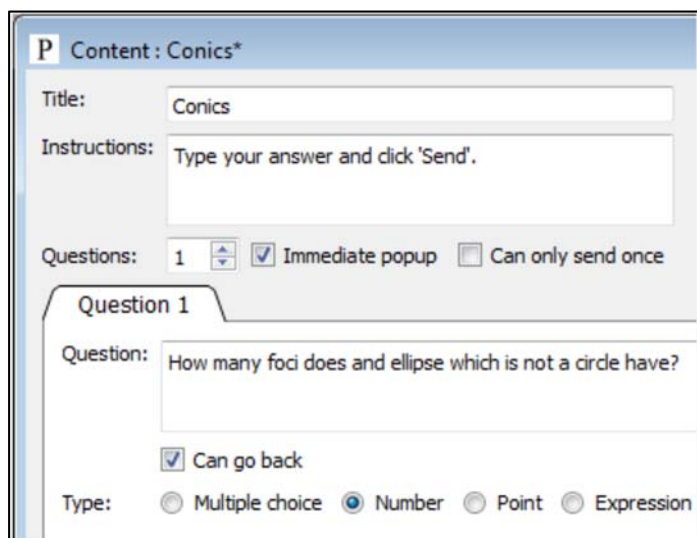 P Content : Conics*
Title: Conics
Instructions: Type your answer and click 'Send'.
Questions: 1 Immediate popup Can only send once
Question 1
Question: How many foci does and ellipse which is not a circle have?
Can go back
Type: Multiple choice Number Point Expression